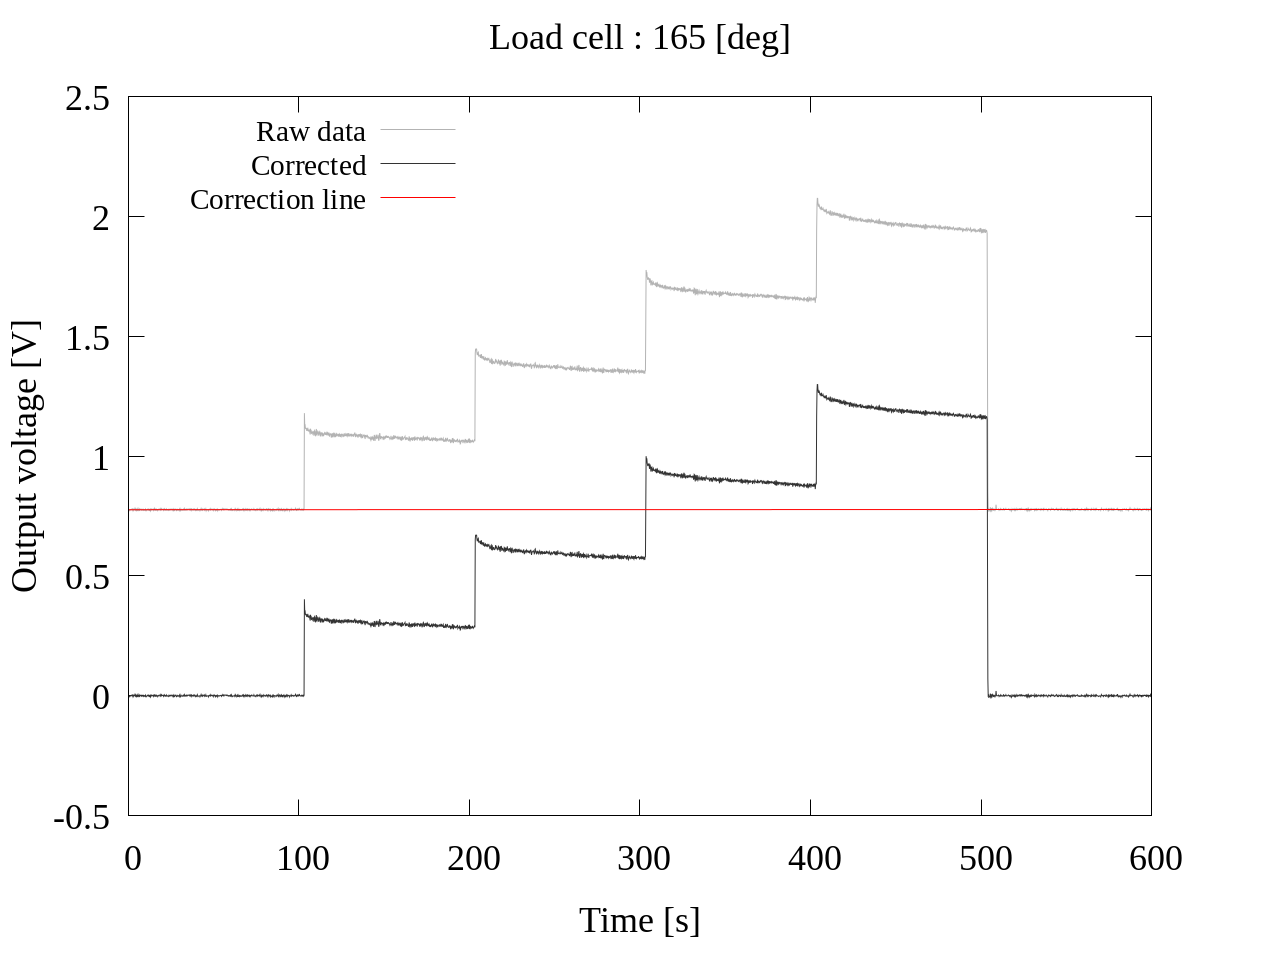 Load cell : 165 [deg]
Raw data
Corrected
Correction line
Output voltage [V]
2.5
2
1.5
1
0.5
0
-0.5
0 100 200 300 400 500 600
Time [s]